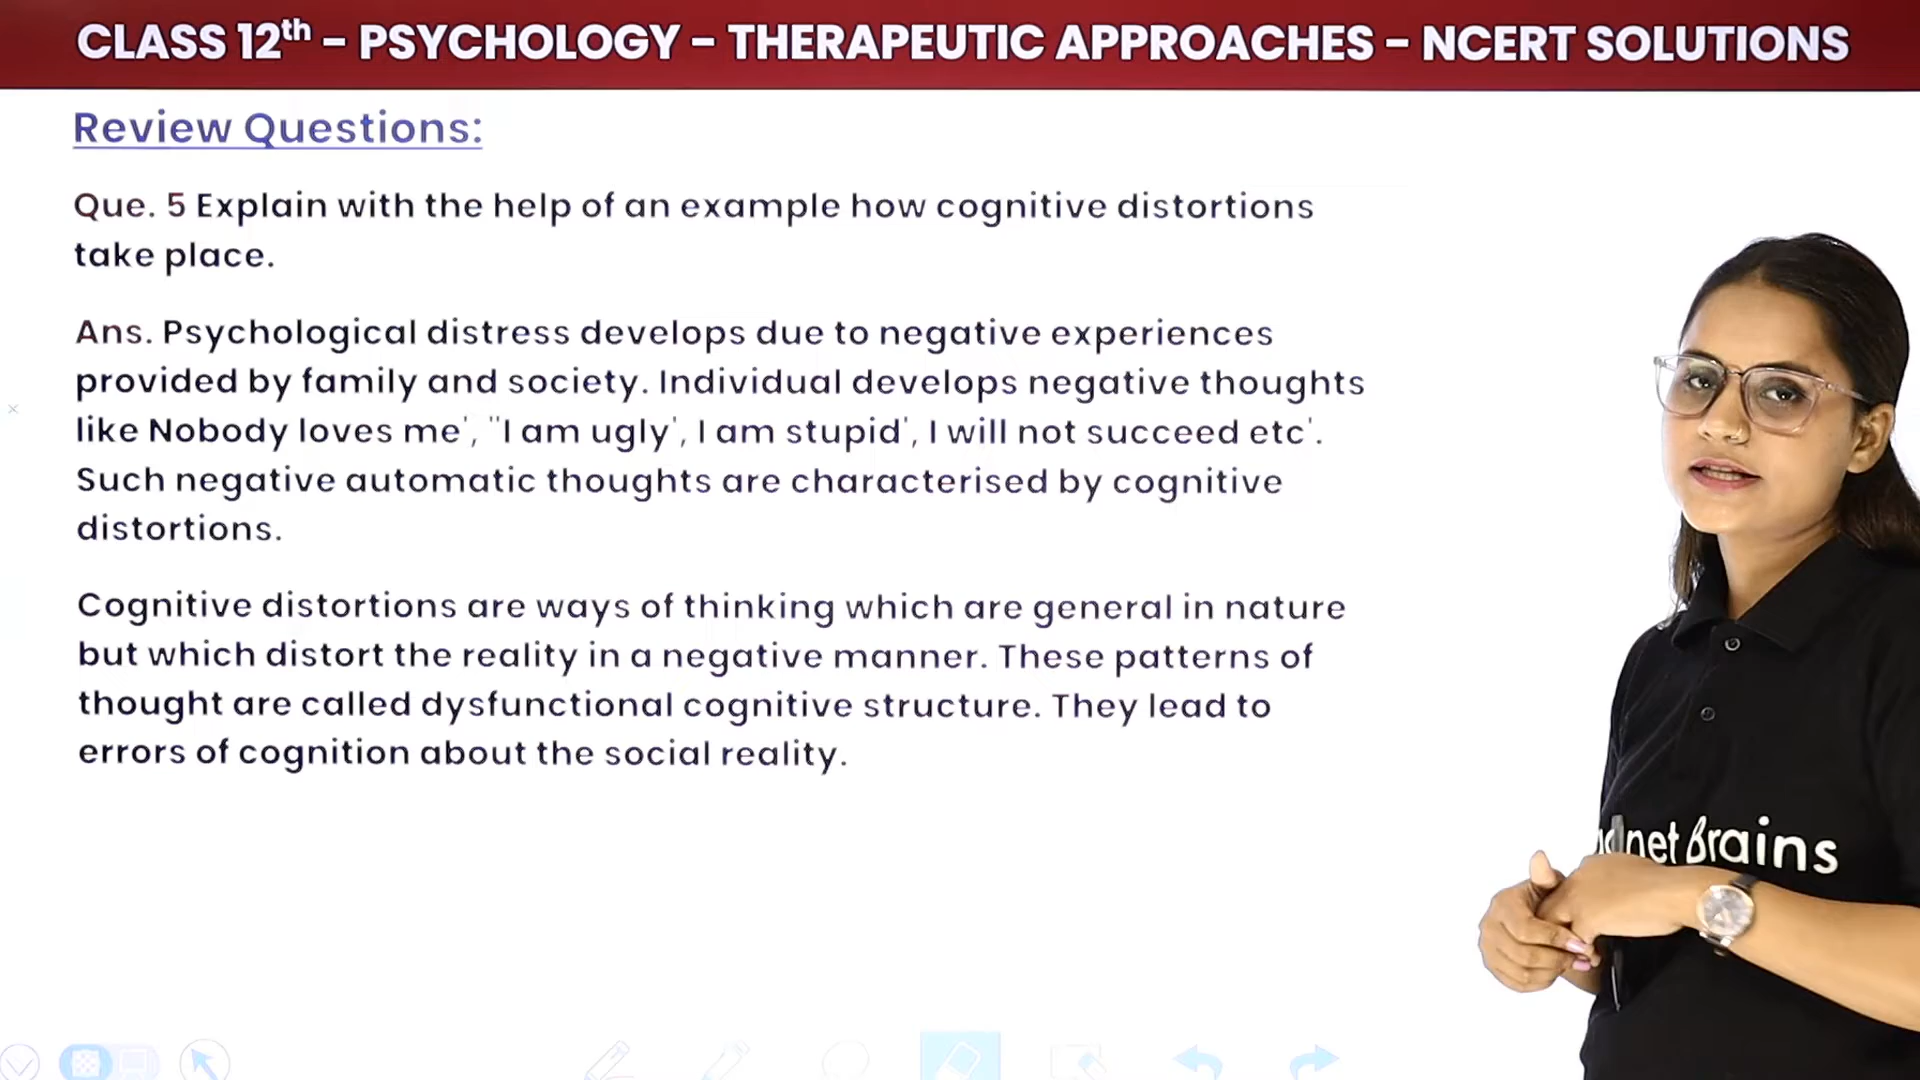 CLASS 12th – PSYCHOLOGY – THERAPEUTIC APPROACHES – NCERT SOLUTIONS
Review Questions:
Que. 5 Explain with the help of an example how cognitive distortions
take place.
Ans. Psychological distress develops due to negative experiences
provided by family and society. Individual develops negative thoughts
like Nobody loves me', "I am ugly', I am stupid', I will not succeed etc'.
Such negative automatic thoughts are characterised by cognitive
distortions.
Cognitive distortions are ways of thinking which are general in nature
but which distort the reality in a negative manner. These patterns of
thought are called dysfunctional cognitive structure. They lead to
errors of cognition about the social reality.
net Brains